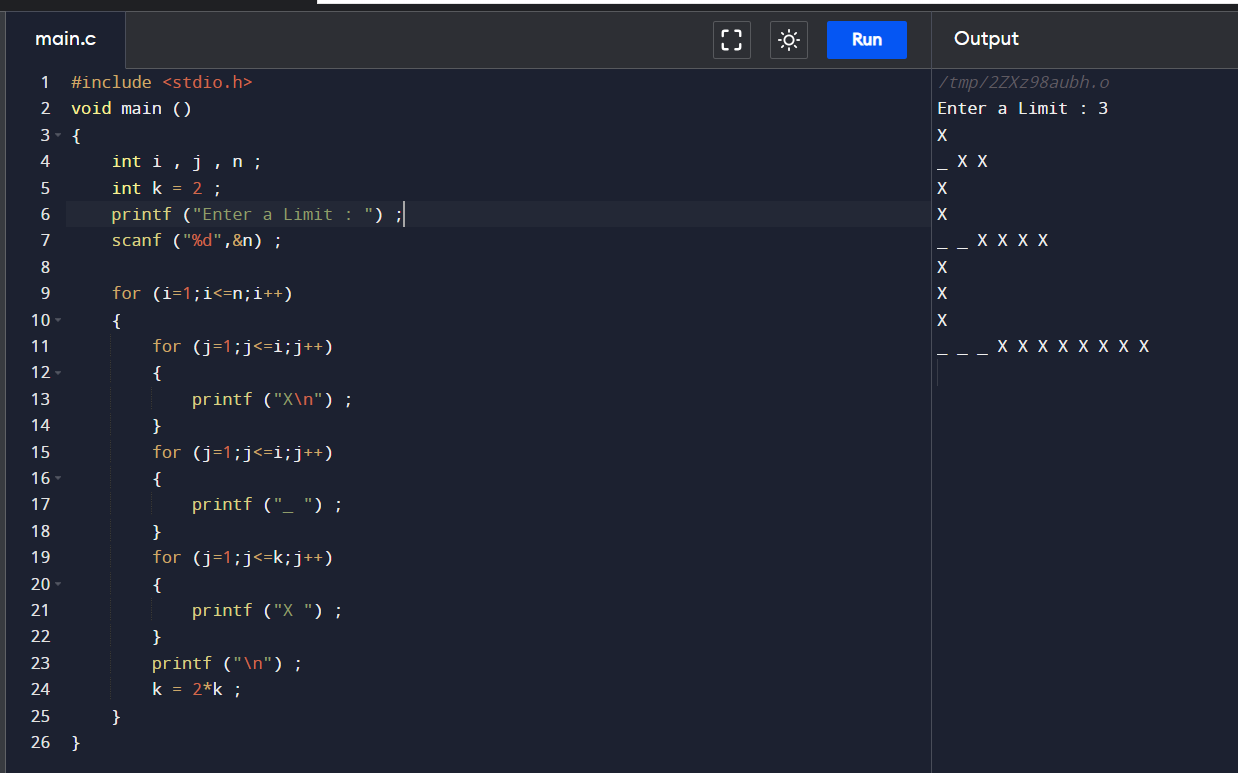 main.c
Run
Output
1 #include <stdio.h>
2 void main ()
3 {
4     int i , j , n ;
5     int k = 2 ;
6     printf ("Enter a Limit : ") ;
7     scanf ("%d",&n) ;
8
9     for (i=1;i<=n;i++)
10     {
11         for (j=1;j<=i;j++)
12         {
13             printf ("X\n") ;
14         }
15         for (j=1;j<=i;j++)
16         {
17             printf ("_ ") ;
18         }
19         for (j=1;j<=k;j++)
20         {
21             printf ("X ") ;
22         }
23         printf ("\n") ;
24         k = 2*k ;
25     }
26 }
/tmp/2ZXz98aubh.o
Enter a Limit : 3
X
_ X X
X
X
_ _ X X X X
X
X
X
_ _ _ X X X X X X X X